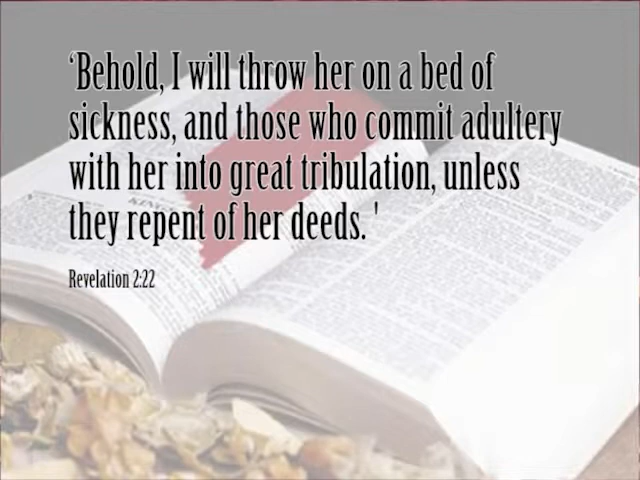 ‘Behold, I will throw her on a bed of
sickness, and those who commit adultery
with her into great tribulation, unless
they repent of her deeds. '
Revelation 2:22